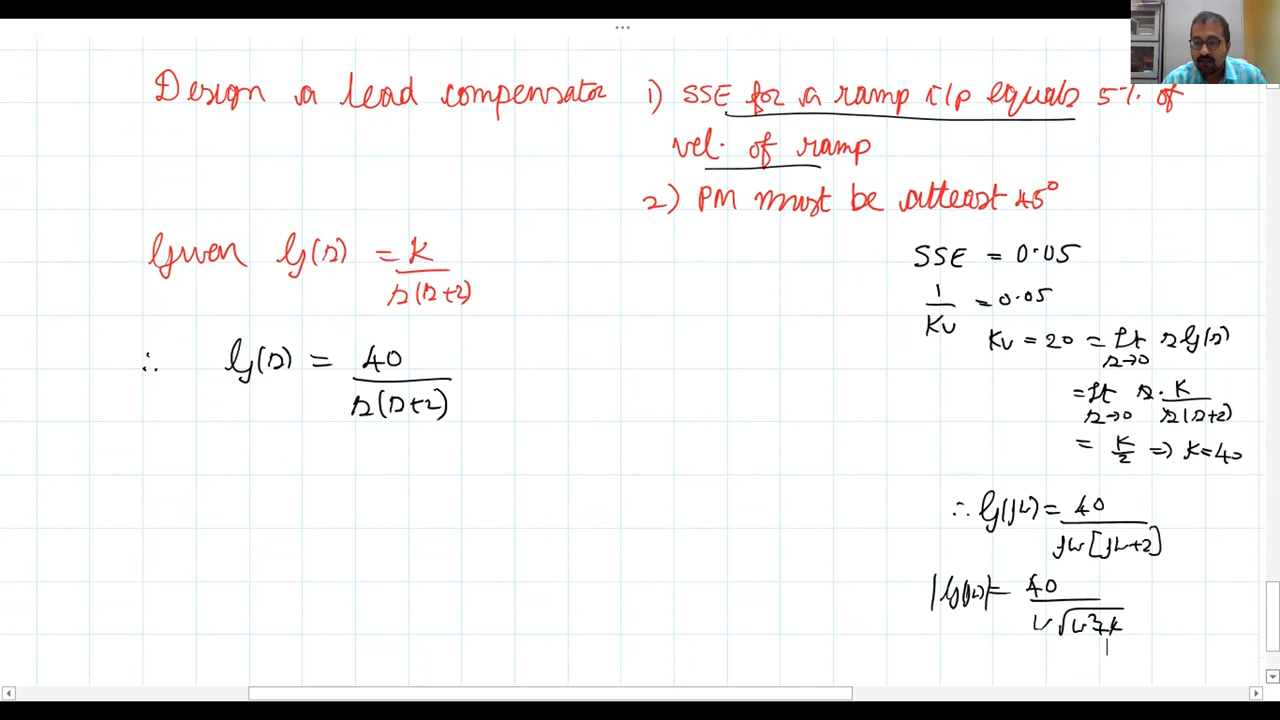 Design a lead compensator 1) SSE for a ramp i/p equals 5% of
vel. of ramp
2) PM must be atleast 45°
Given G(s) = K / s(s+2)
∴ G(s) = 40 / s(s+2)
SSE = 0.05
1/Kv = 0.05
Kv = 20 = Lt s→0 s G(s)
= Lt s→0 s · K / s(s+2)
= K/2 => K=40
∴ G(jω) = 40 / jω[jω+2]
|G(jω)| = 40 / ω√ω²+